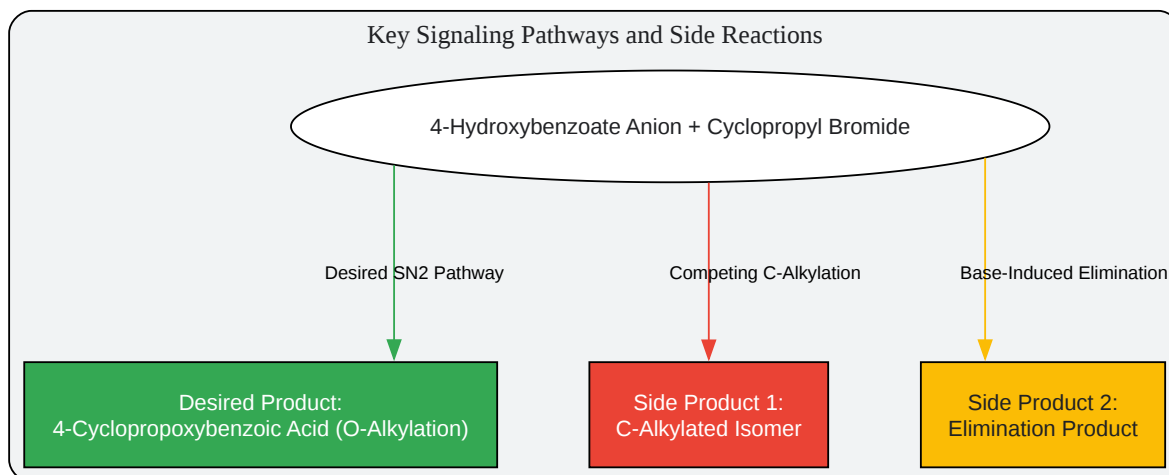 Key Signaling Pathways and Side Reactions
4-Hydroxybenzoate Anion + Cyclopropyl Bromide
Desired SN2 Pathway
Competing C-Alkylation
Base-Induced Elimination
Desired Product:
4-Cyclopropoxybenzoic Acid (O-Alkylation)
Side Product 1:
C-Alkylated Isomer
Side Product 2:
Elimination Product